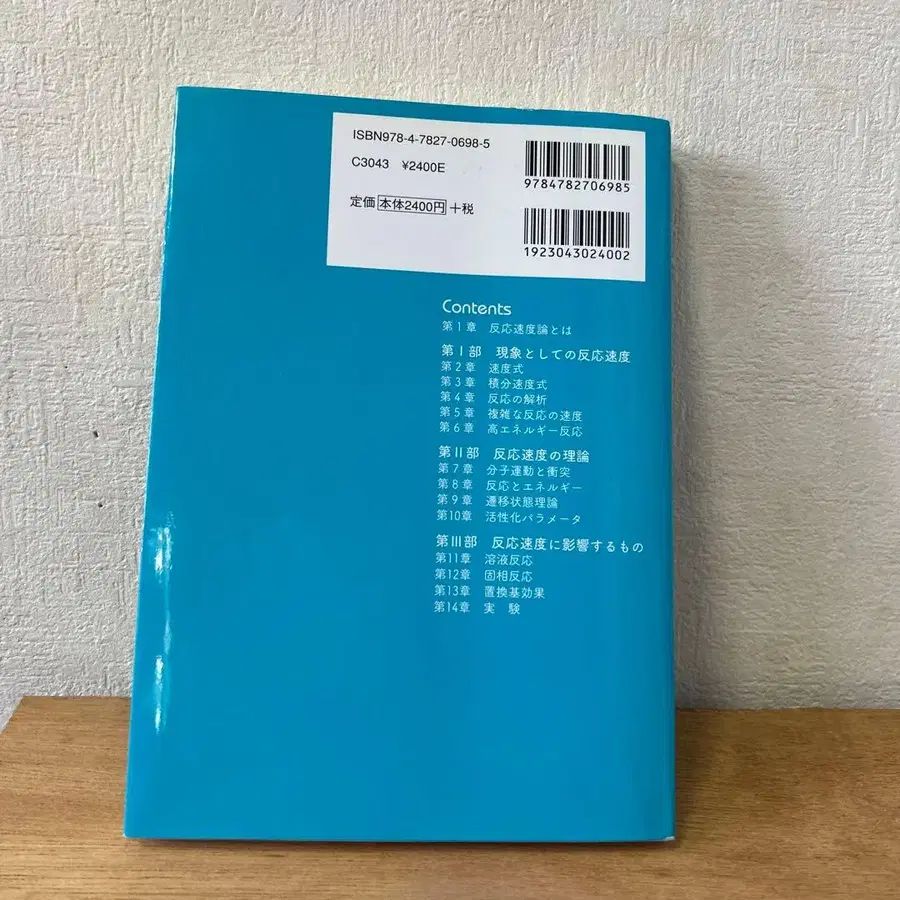 ISBN978-4-7827-0698-5
C3043 ¥2400E
定価 本体2400円 +税
9784782706985
1923043024002
Contents
第1章 反応速度論とは
第Ⅰ部 現象としての反応速度
第2章 速度式
第3章 積分速度式
第4章 反応の解析
第5章 複雑な反応の速度
第6章 高エネルギー反応
第Ⅱ部 反応速度の理論
第7章 分子運動と衝突
第8章 反応とエネルギー
第9章 遷移状態理論
第10章 活性化パラメータ
第Ⅲ部 反応速度に影響するもの
第11章 溶液反応
第12章 固相反応
第13章 置換基効果
第14章 実 験